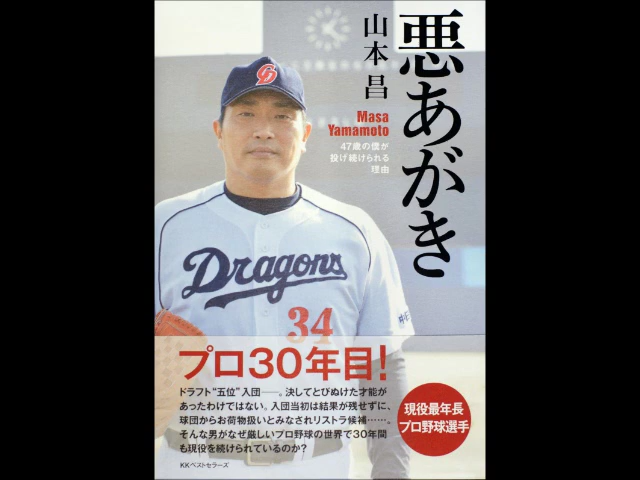 悪あがき
山本昌
Masa
Yamamoto
47歳の僕が
投げ続けられる
理由
Dragons
34
プロ30年目!
ドラフト“五位”入団――。決してとびぬけた才能が
あったわけではない。入団当初は結果が残せずに、
球団からお荷物扱いとみなされリストラ候補……。
そんな男がなぜ厳しいプロ野球の世界で30年間
も現役を続けられているのか?
現役最年長
プロ野球選手
KKベストセラーズ